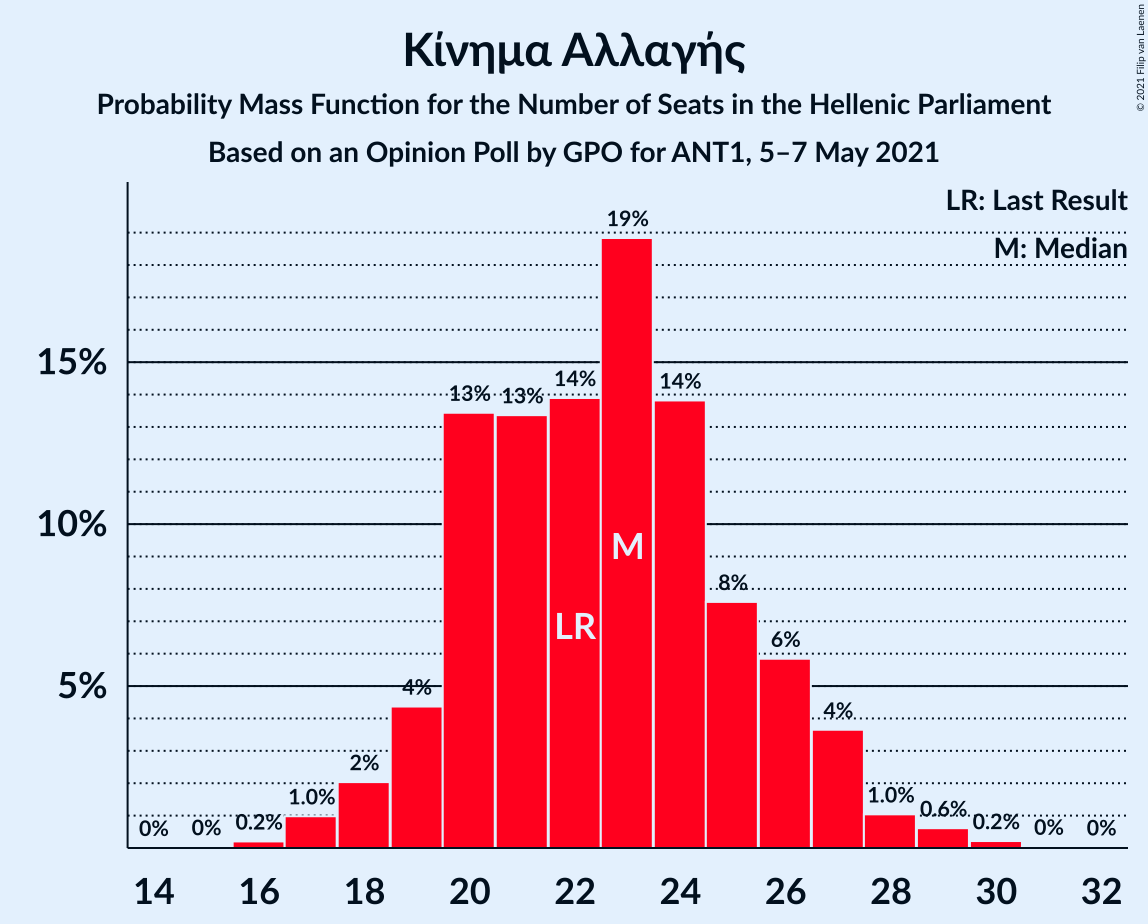 Κίνημα Αλλαγής
Probability Mass Function for the Number of Seats in the Hellenic Parliament
Based on an Opinion Poll by GPO for ANT1, 5–7 May 2021
© 2021 Filip van Laenen
LR: Last Result
M: Median
15%
10%
5%
0% 0% 0.2% 1.0% 2% 4% 13% 13% 14% 19% 14% 8% 6% 4% 1.0% 0.6% 0.2% 0% 0%
M
LR
14 16 18 20 22 24 26 28 30 32